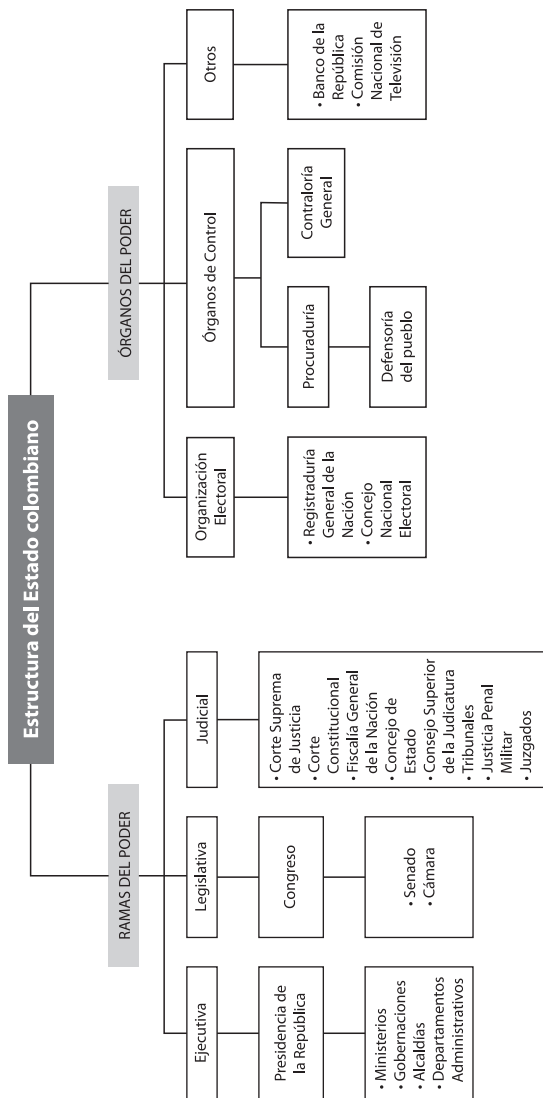 Estructura del Estado colombiano
RAMAS DEL PODER
Ejecutiva
Presidencia de
la República
• Ministerios
• Gobernaciones
• Alcaldías
• Departamentos
Administrativos
Legislativa
Congreso
• Senado
• Cámara
Judicial
• Corte Suprema
de Justicia
• Corte
Constitucional
• Fiscalía General
de la Nación
• Concejo de
Estado
• Consejo Superior
de la Judicatura
• Tribunales
• Justicia Penal
Militar
• Juzgados
ÓRGANOS DEL PODER
Organización
Electoral
• Registraduría
General de la
Nación
• Concejo
Nacional
Electoral
Órganos de Control
Procuraduría
Defensoría
del pueblo
Contraloría
General
Otros
• Banco de la
República
• Comisión
Nacional de
Televisión